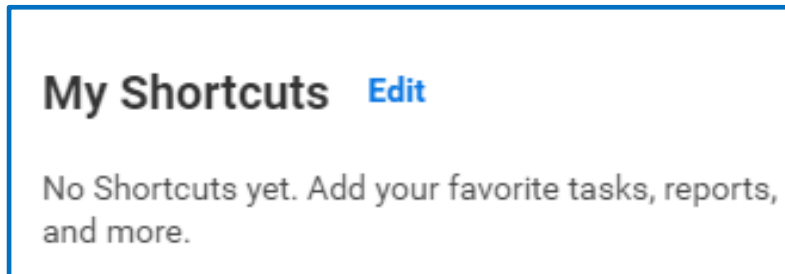 My Shortcuts Edit
No Shortcuts yet. Add your favorite tasks, reports,
and more.